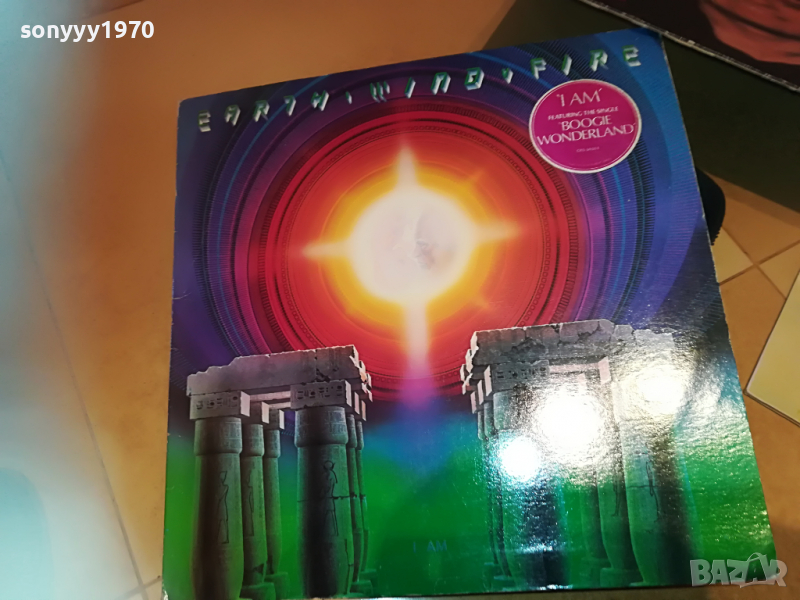 sonyyy1970
EARTH, WIND & FIRE
'I AM'
FEATURING THE SINGLE
"BOOGIE
WONDERLAND"
I AM
BAZAR